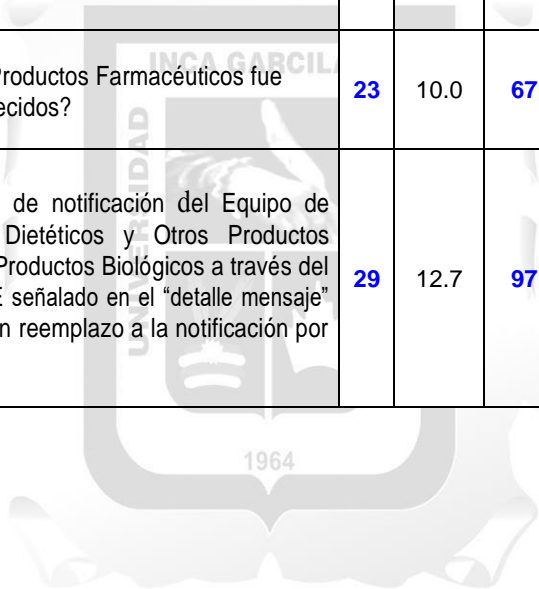 INCA GARCIL
UNIVERSIDAD
Productos Farmacéuticos fue
ecidos?
23 10.0 67
de notificación del Equipo de
Dietéticos y Otros Productos
Productos Biológicos a través del
E señalado en el “detalle mensaje”
n reemplazo a la notificación por
29 12.7 97
1964